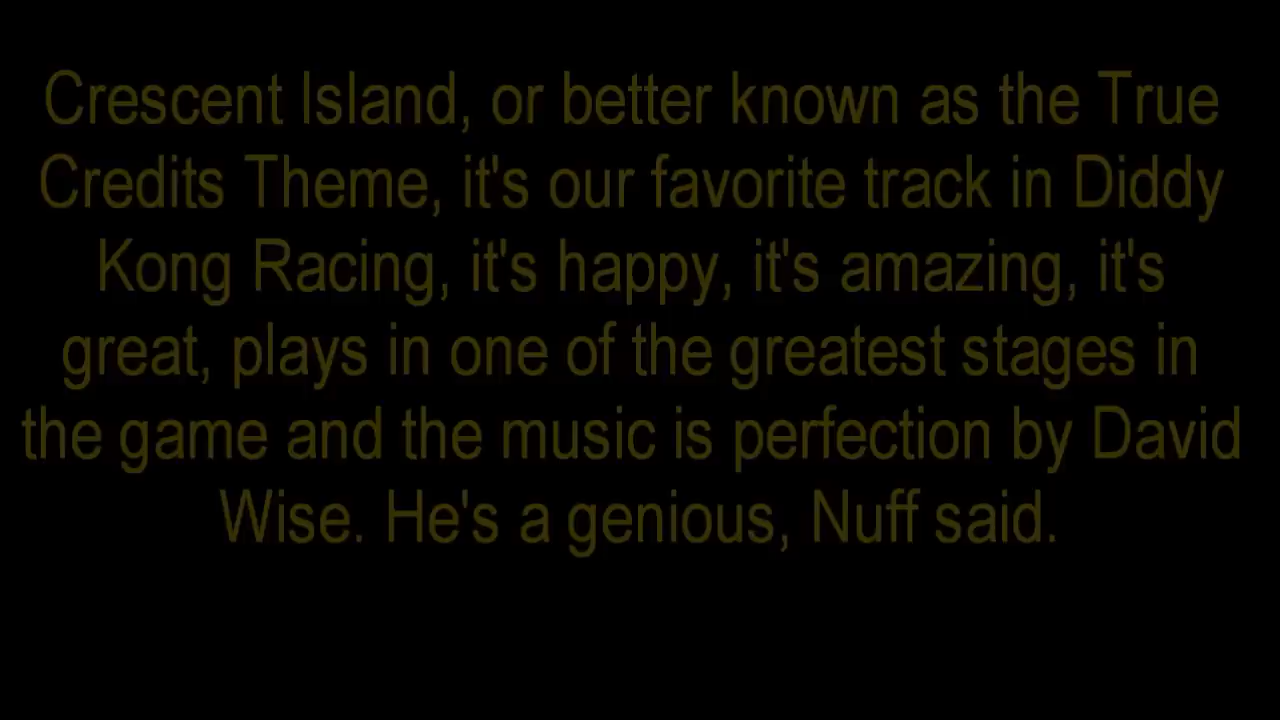 Crescent Island, or better known as the True
Credits Theme, it's our favorite track in Diddy
Kong Racing, it's happy, it's amazing, it's
great, plays in one of the greatest stages in
the game and the music is perfection by David
Wise. He's a genious, Nuff said.